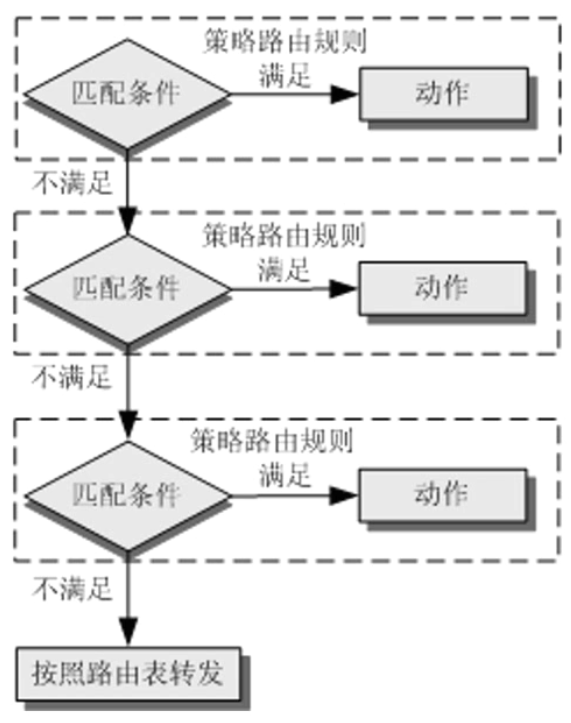 策略路由规则
满足
匹配条件
动作
不满足
策略路由规则
满足
匹配条件
动作
不满足
策略路由规则
满足
匹配条件
动作
不满足
按照路由表转发